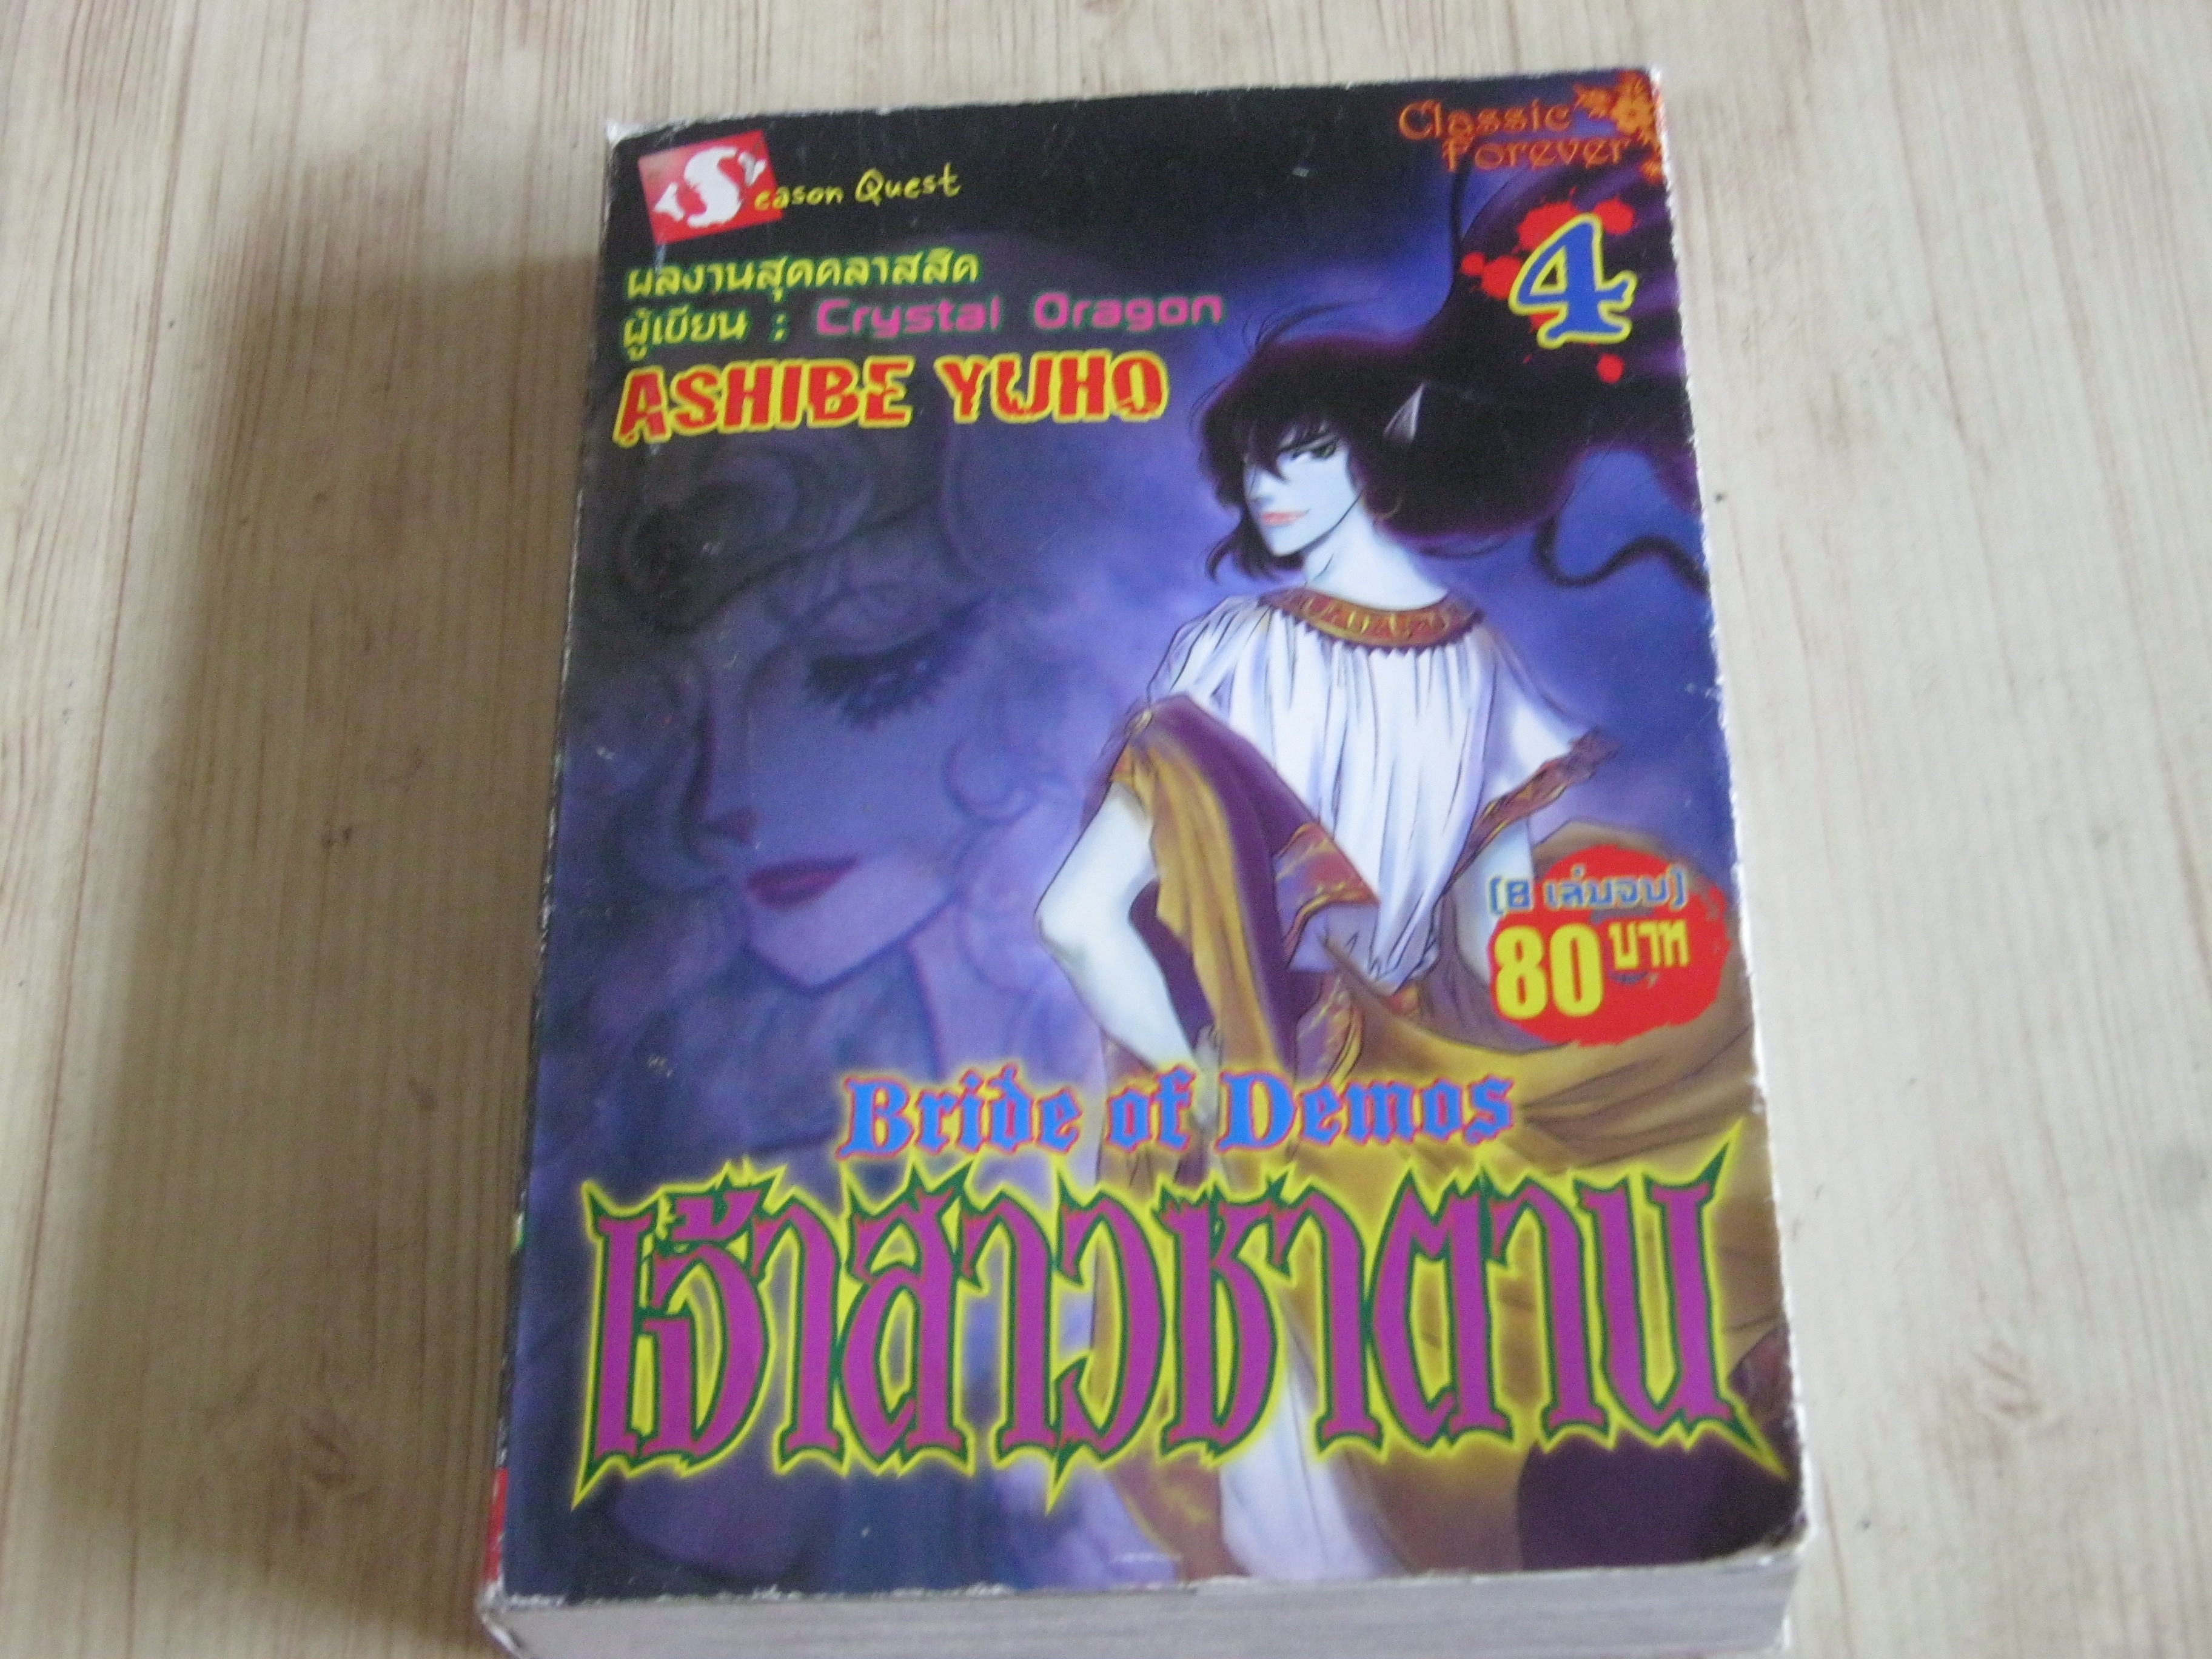 Season Quest
Classic
Forever
4
ผลงานสุดคลาสสิค
ผู้เขียน : Crystal Dragon
ASHIBE YUHO
(8 เล่มจบ)
80 บาท
Bride of Demos
เจ้าสาวซาตาน